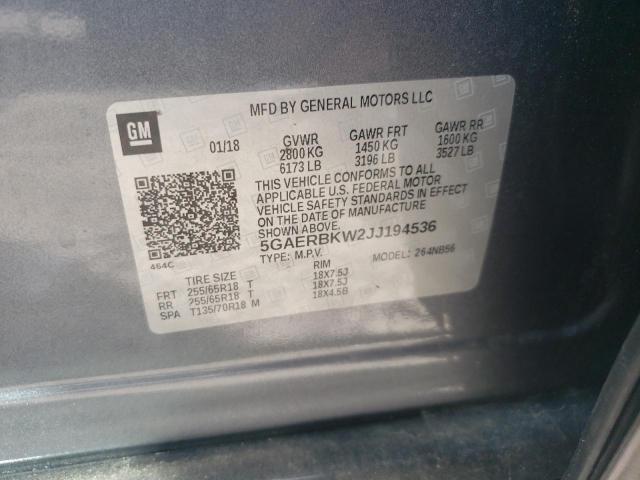 MFD BY GENERAL MOTORS LLC
GM
01/18 GVWR GAWR FRT GAWR RR
2800 KG 1450 KG 1600 KG
6173 LB 3196 LB 3527 LB
THIS VEHICLE CONFORMS TO ALL
APPLICABLE U.S. FEDERAL MOTOR
VEHICLE SAFETY STANDARDS IN EFFECT
ON THE DATE OF MANUFACTURE
SHOWN ABOVE.
5GAERBKW2JJ194536
464C
TYPE: M.P.V. MODEL: 264NB56
TIRE SIZE RIM
FRT 255/65R18 T 18X7.5J
RR 255/65R18 T 18X7.5J
SPA T135/70R18 M 18X4.5B